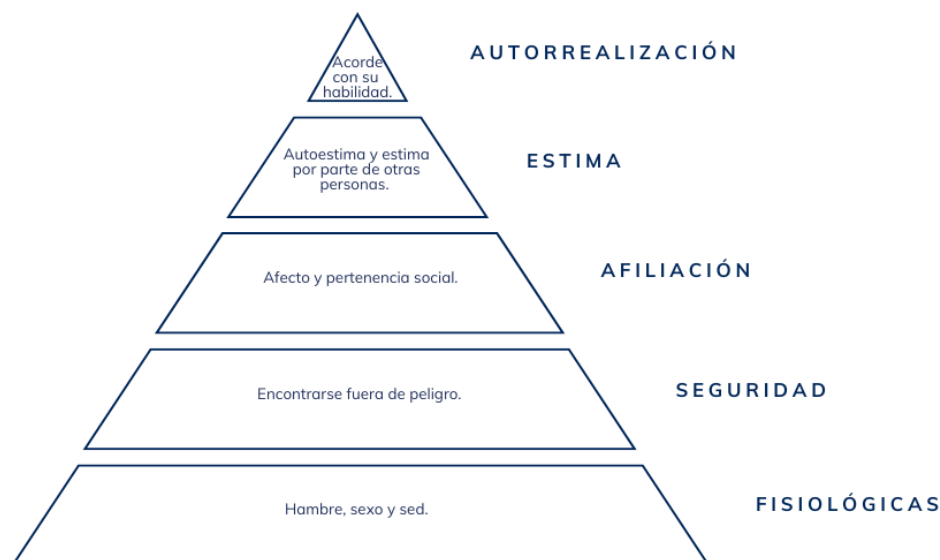 AUTORREALIZACIÓN
Acorde
con su
habilidad.
ESTIMA
Autoestima y estima
por parte de otras
personas.
AFILIACIÓN
Afecto y pertenencia social.
SEGURIDAD
Encontrarse fuera de peligro.
FISIOLÓGICAS
Hambre, sexo y sed.